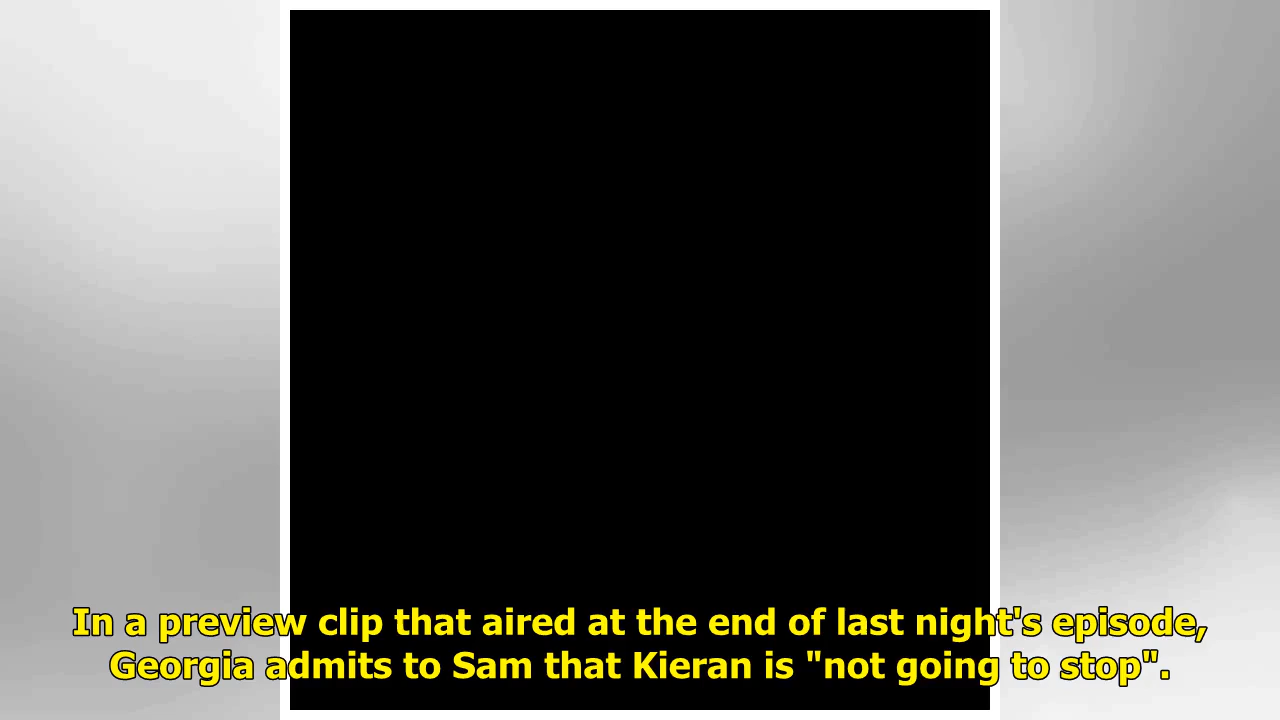 In a preview clip that aired at the end of last night's episode,
Georgia admits to Sam that Kieran is "not going to stop".